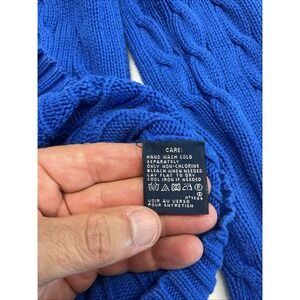 CARE:
HAND WASH COLD
SEPARATELY
ONLY NON-CHLORINE
BLEACH WHEN NEEDED
LAY FLAT TO DRY
COOL IRON IF NEEDED
VOIR AU VERSO
POUR ENTRETIEN